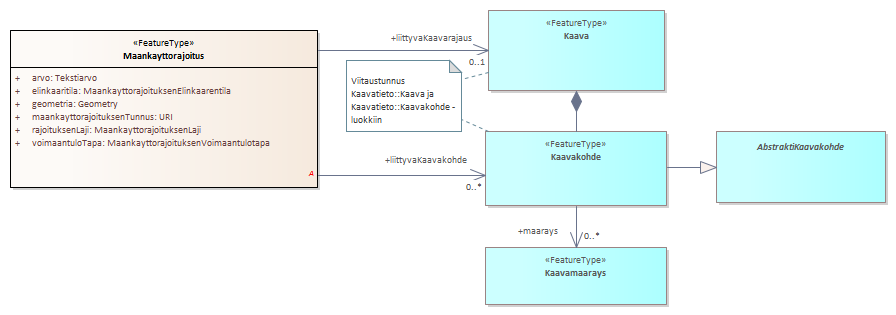 «FeatureType»
Maankayttorajoitus
+ arvo: Tekstiarvo
+ elinkaaritila: MaankayttorajoituksenElinkaarentila
+ geometria: Geometry
+ maankayttorajoituksenTunnus: URI
+ rajoituksenLaji: MaankayttorajoituksenLaji
+ voimaantuloTapa: MaankayttorajoituksenVoimaantulotapa
A
+liittyvaKaavarajaus
0..1
«FeatureType»
Kaava
Viitaustunnus
Kaavatieto::Kaava ja
Kaavatieto::Kaavakohde -
luokkiin
+liittyvaKaavakohde
0..*
«FeatureType»
Kaavakohde
AbstraktiKaavakohde
+maarays
0..*
«FeatureType»
Kaavamaarays